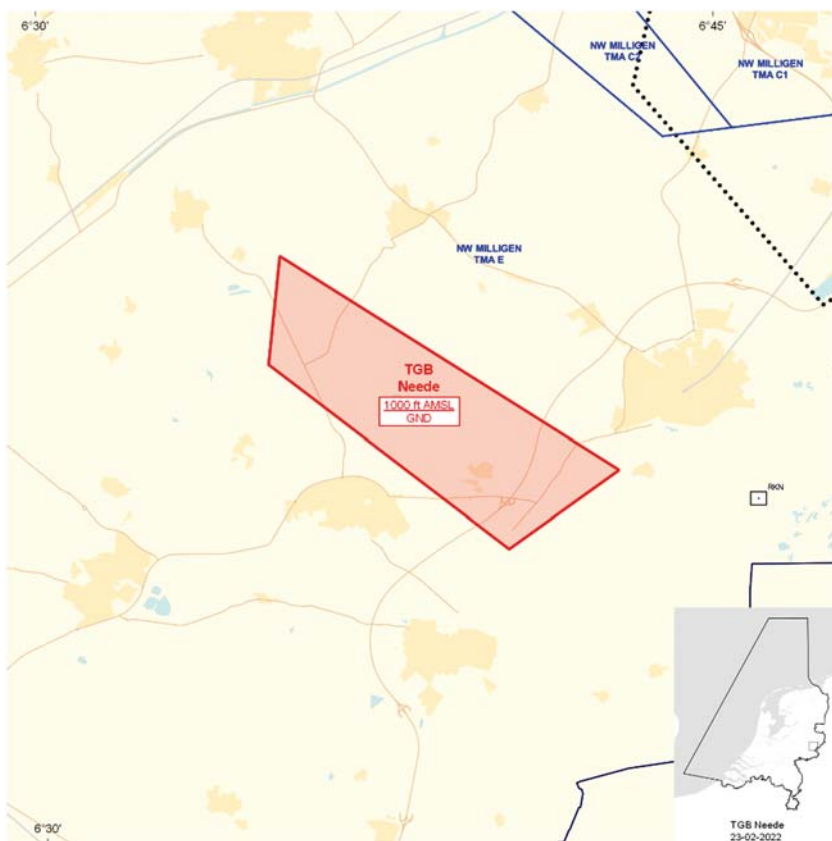 6°30'
6°45'
NW MILLIGEN
TMA C2
NW MILLIGEN
TMA C1
NW MILLIGEN
TMA E
TGB
Neede
1000 ft AMSL
GND
RKN
6°30'
TGB Neede
23-02-2022